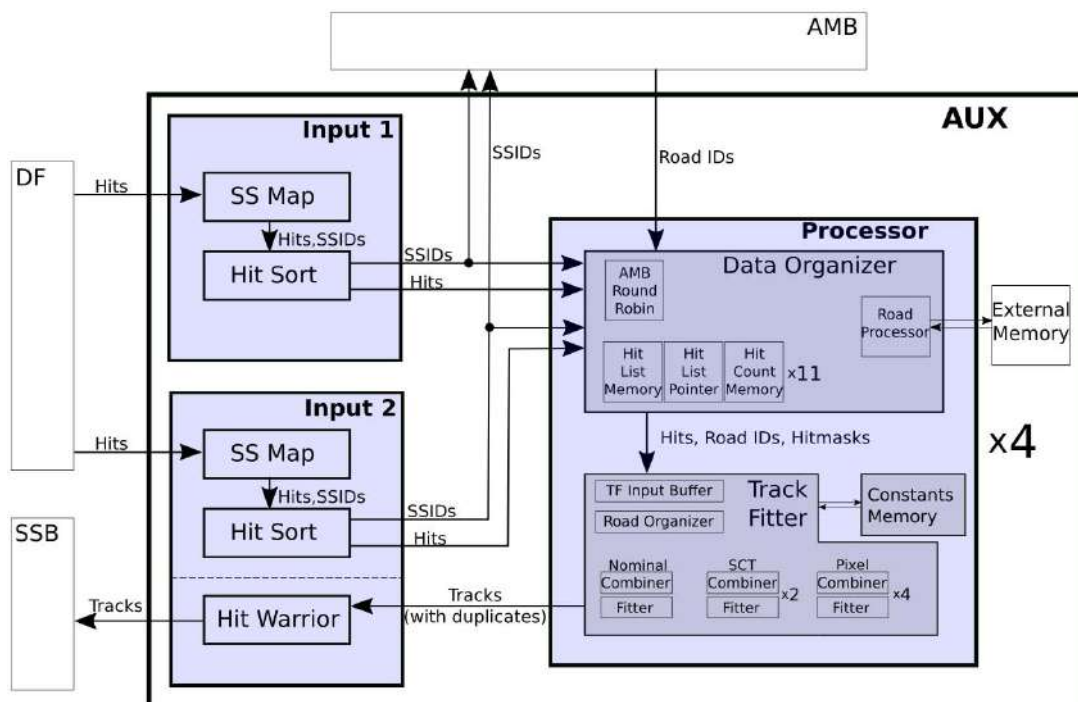 AMB
AUX
DF
Hits
Input 1
SS Map
Hits,SSIDs
Hit Sort
SSIDs
Hits
SSIDs
Road IDs
Processor
Data Organizer
AMB
Round
Robin
Road
Processor
External
Memory
Hit
List
Memory
Hit
List
Pointer
Hit
Count
Memory
x11
x4
Hits
Input 2
SS Map
Hits,SSIDs
Hit Sort
SSIDs
Hits
Hits, Road IDs, Hitmasks
TF Input Buffer
Road Organizer
Track
Fitter
Constants
Memory
Nominal
Combiner
Fitter
SCT
Combiner
Fitter
x2
Pixel
Combiner
Fitter
x4
SSB
Tracks
Hit Warrior
Tracks
(with duplicates)